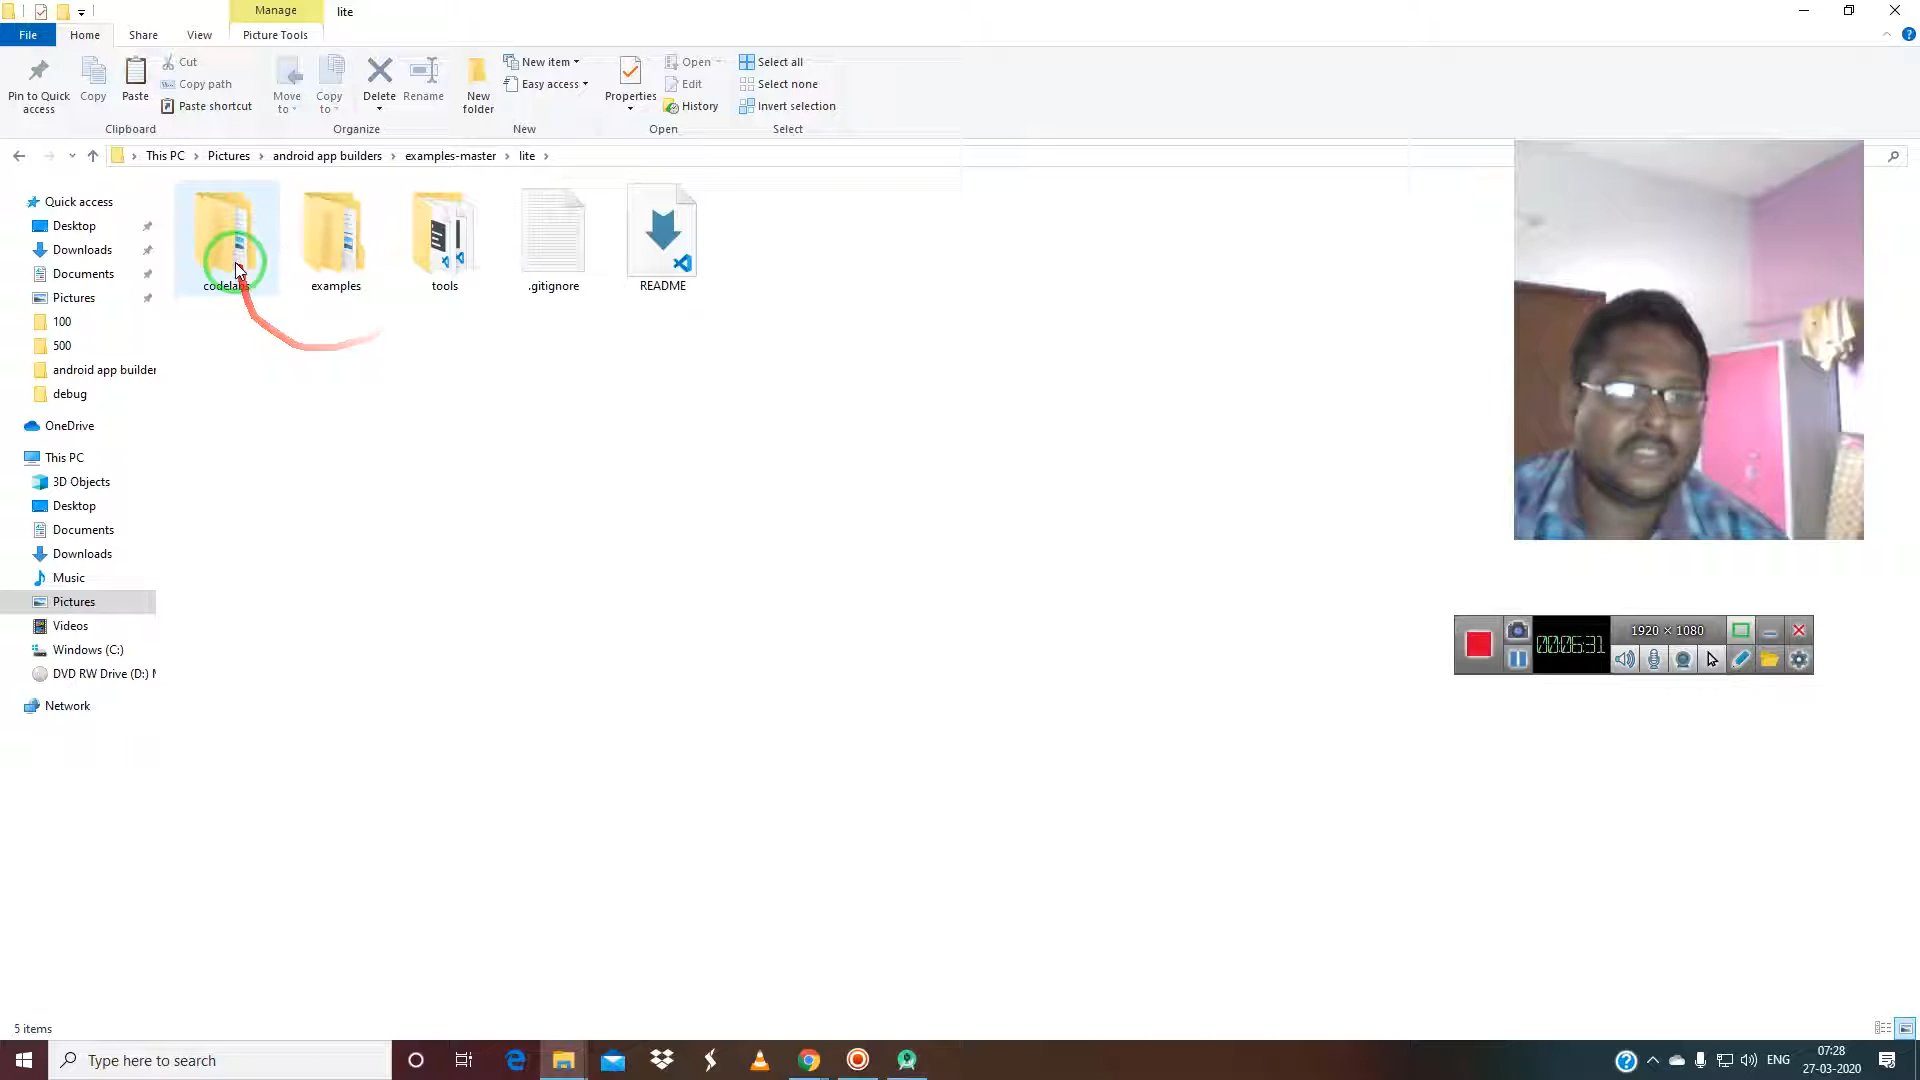 Manage
lite
File
Home
Share
View
Picture Tools
Pin to Quick access
Copy
Paste
Cut
Copy path
Paste shortcut
Clipboard
Move to
Copy to
Delete
Rename
Organize
New folder
New item
Easy access
New
Properties
Open
Edit
History
Open
Select all
Select none
Invert selection
Select
This PC
Pictures
android app builders
examples-master
lite
Quick access
Desktop
Downloads
Documents
Pictures
100
500
android app builder
debug
OneDrive
This PC
3D Objects
Desktop
Documents
Downloads
Music
Pictures
Videos
Windows (C:)
DVD RW Drive (D:) M
Network
codelabs
examples
tools
.gitignore
README
00:06:31
1920 × 1080
5 items
Type here to search
ENG
07:28
27-03-2020